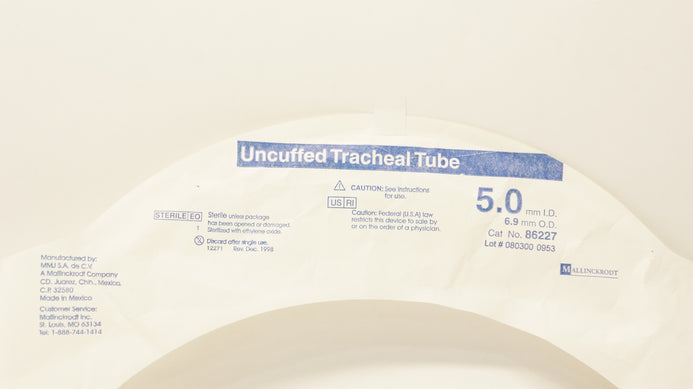 Uncuffed Tracheal Tube
CAUTION: See instructions
for use.
US RI
Caution: Federal (U.S.A) law
restricts this device to sale by
or on the order of a physician.
5.0 mm I.D.
6.9 mm O.D.
Cat No. 86227
Lot # 080300 0953
MALLINCKRODT
STERILE EO
1
Sterile unless package
has been opened or damaged.
Sterilized with ethylene oxide.
Discard after single use.
12271 Rev. Dec. 1998
Manufactured by:
MMJ S.A. de C.V.
A Mallinckrodt Company
CD. Juarez, Chih., Mexico,
C.P. 32580
Made in Mexico
Customer Service:
Mallinckrodt Inc.
St. Louis, MO 63134
Tel: 1-888-744-1414